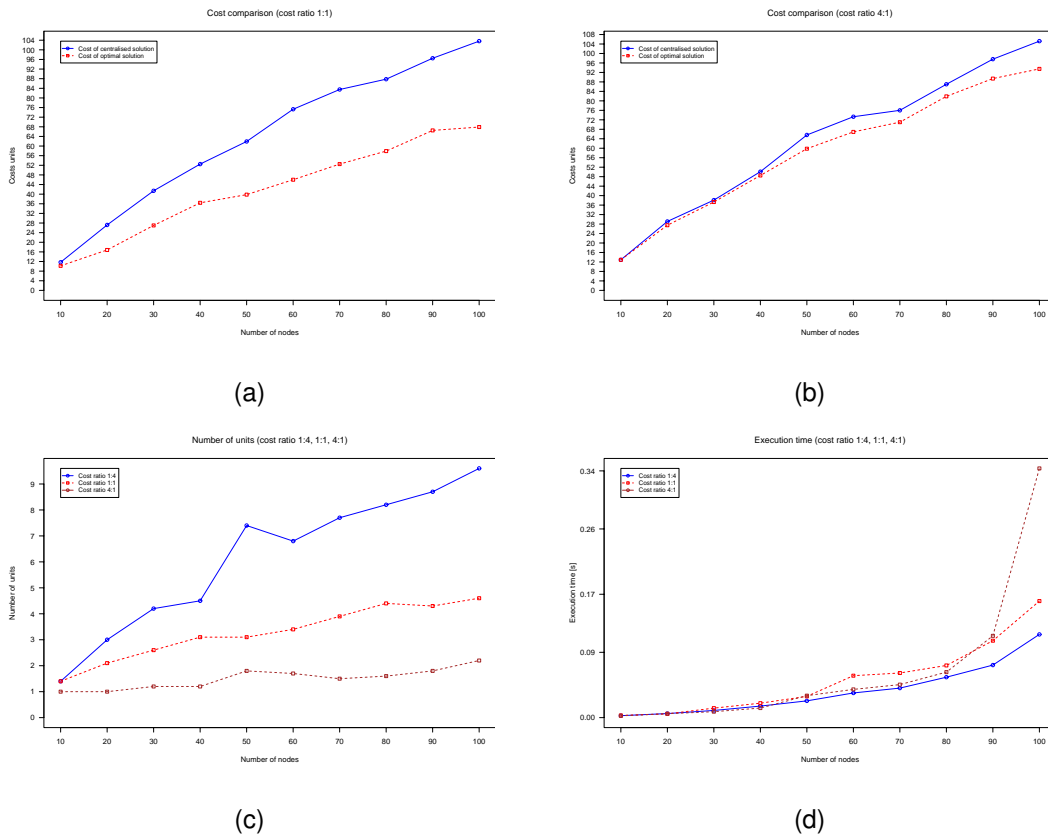 Cost comparison (cost ratio 1:1)
Cost of centralised solution
Cost of optimal solution
Costs units
104
100
96
92
88
84
80
76
72
68
64
60
56
52
48
44
40
36
32
28
24
20
16
12
8
4
0
10 20 30 40 50 60 70 80 90 100
Number of nodes
(a)
Cost comparison (cost ratio 4:1)
Cost of centralised solution
Cost of optimal solution
Costs units
108
104
100
96
92
88
84
80
76
72
68
64
60
56
52
48
44
40
36
32
28
24
20
16
12
8
4
0
10 20 30 40 50 60 70 80 90 100
Number of nodes
(b)
Number of units (cost ratio 1:4, 1:1, 4:1)
Cost ratio 1:4
Cost ratio 1:1
Cost ratio 4:1
Number of units
9
8
7
6
5
4
3
2
1
0
10 20 30 40 50 60 70 80 90 100
Number of nodes
(c)
Execution time (cost ratio 1:4, 1:1, 4:1)
Cost ratio 1:4
Cost ratio 1:1
Cost ratio 4:1
Execution time [s]
0.34
0.26
0.17
0.09
0.00
10 20 30 40 50 60 70 80 90 100
Number of nodes
(d)